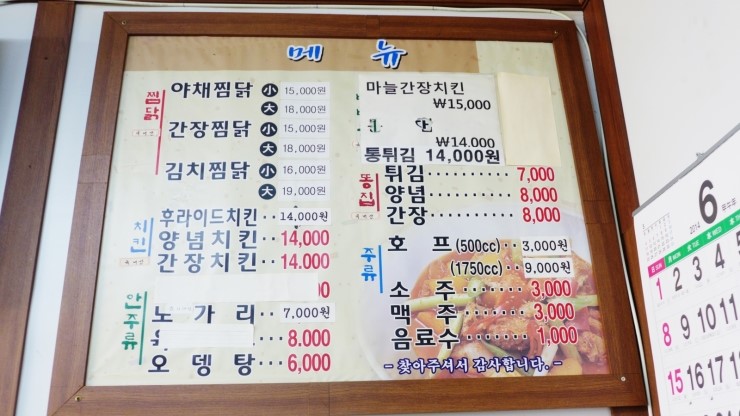 메 뉴
찜닭
야채찜닭 小 15,000원
大 18,000원
간장찜닭 小 15,000원
大 18,000원
김치찜닭 小 16,000원
大 19,000원
치킨
후라이드치킨·· 14,000원
양념치킨·· 14,000
간장치킨·· 14.000
안주류
노 가 리·· 7,000원
8.000
오 뎅 탕··· 6,000
마늘간장치킨
₩15,000
₩14.000
통튀김 14,000원
똥집
튀김 7,000
양념 8,000
간장 8,000
주류
호 프(500cc)·· 3,000원
(1750cc)·· 9,000원
소 주 3,000
맥 주 3,000
음료수 1,000
- 찾아주셔서 감사합니다. -
2014 6
SUN MON TUE WED THU
1 2 3 4 5
8 9 10 11
15 16 17